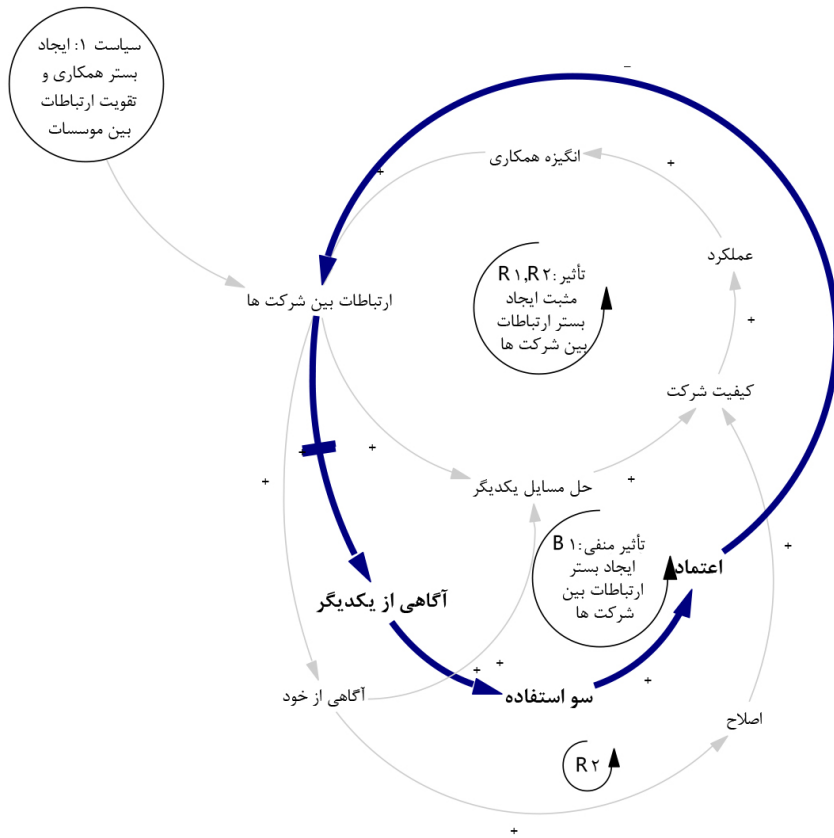 سیاست ۱: ایجاد
بستر همکاری و
تقویت ارتباطات
بین موسسات
–
انگیزه همکاری
+
+
عملکرد
ارتباطات بین شرکت ها
R۱,R۲: تأثیر
مثبت ایجاد
بستر ارتباطات
بین شرکت ها
+
کیفیت شرکت
+
+
+
حل مسایل یکدیگر
+
B ۱: تأثیر منفی
ایجاد بستر
ارتباطات بین
شرکت ها
اعتماد
+
آگاهی از یکدیگر
+
+
+
+
آگاهی از خود
سو استفاده
اصلاح
R۲
+